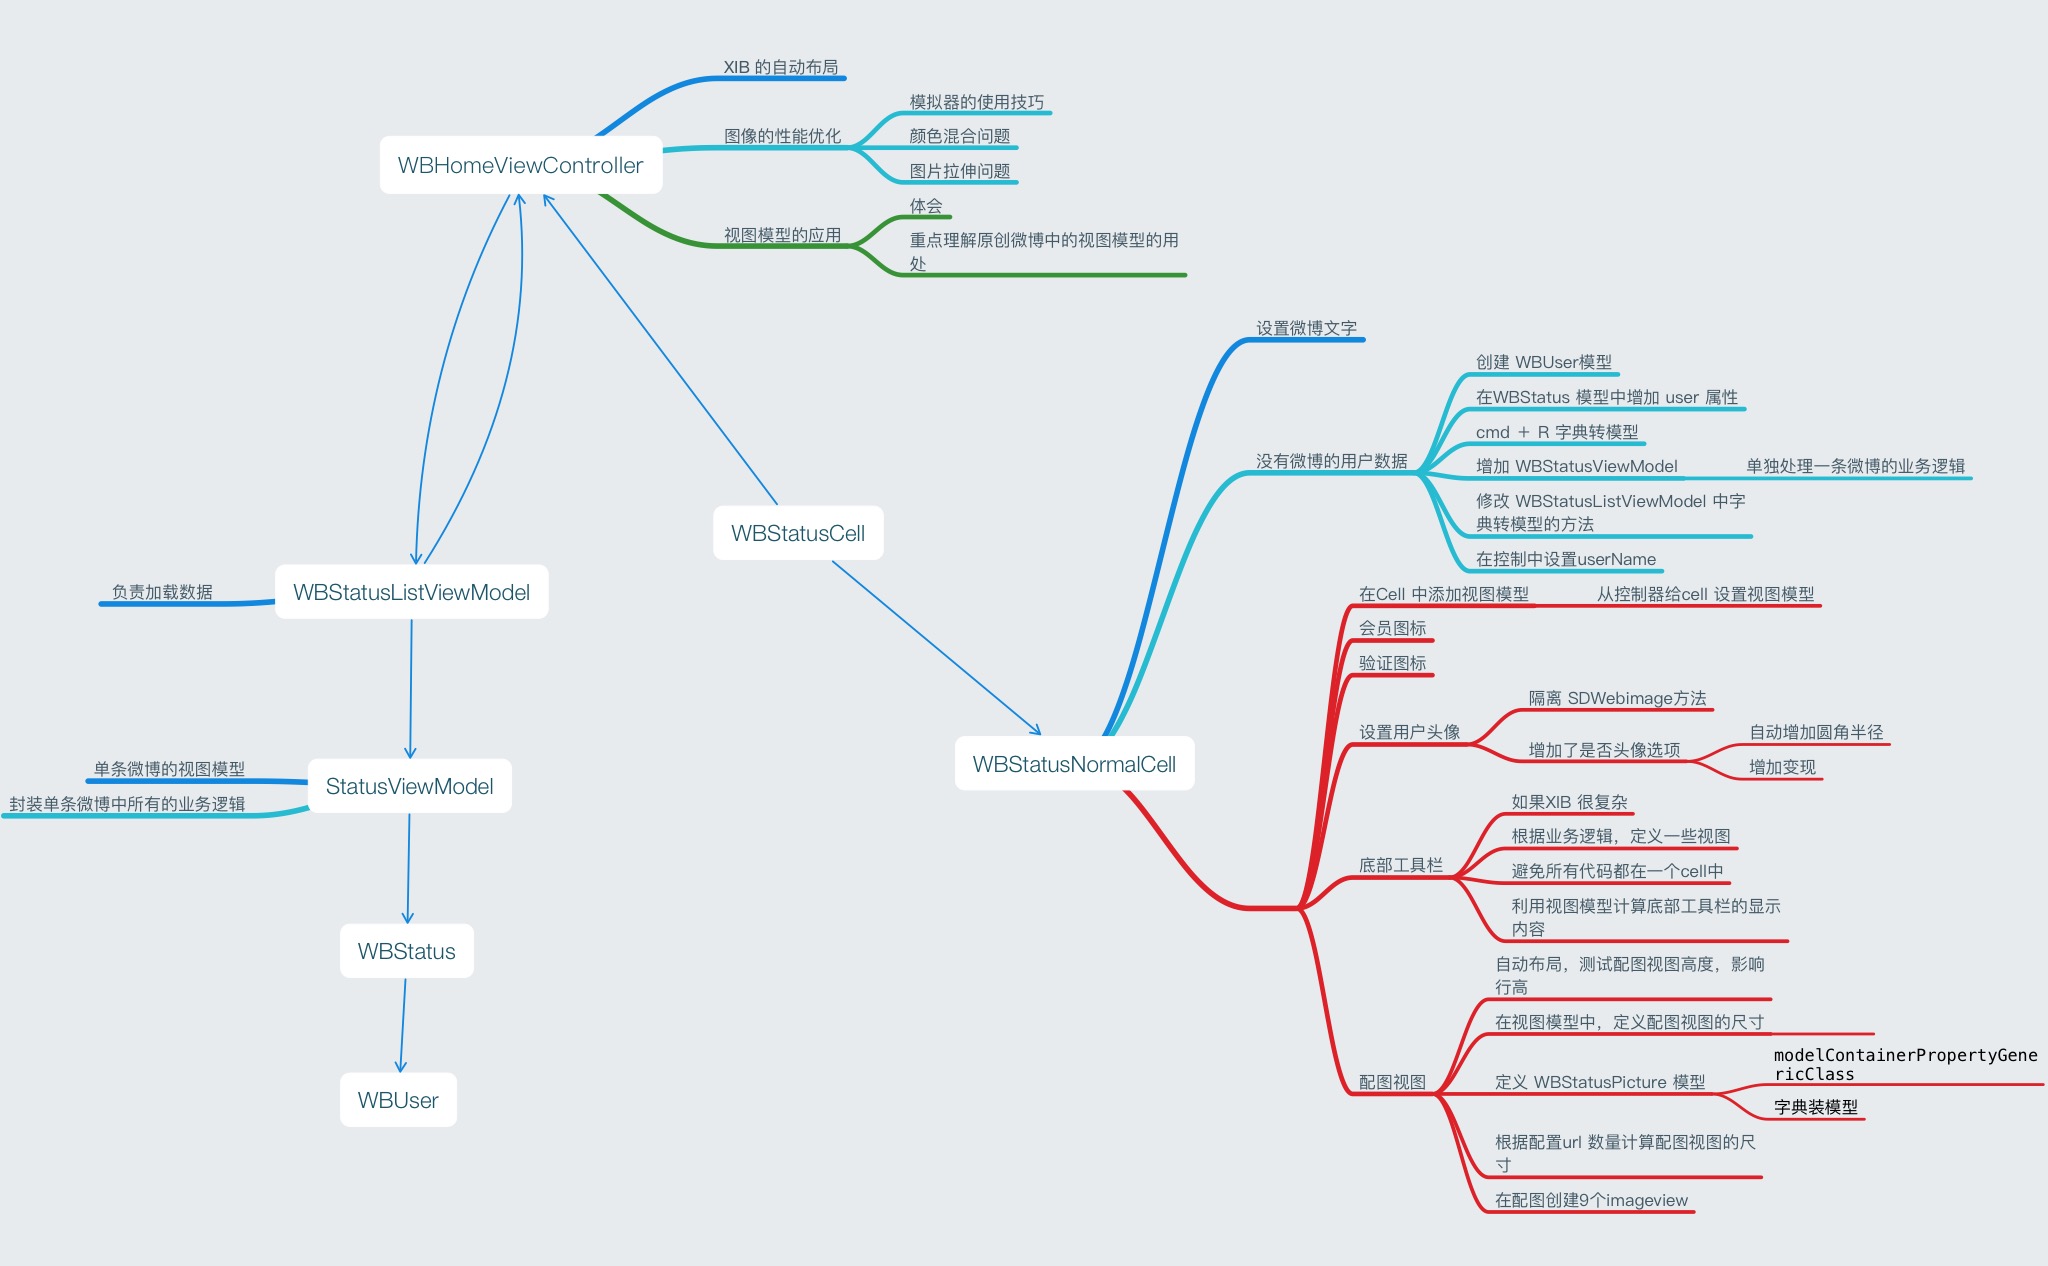 XIB 的自动布局
模拟器的使用技巧
图像的性能优化
颜色混合问题
WBHomeViewController
图片拉伸问题
体会
视图模型的应用
重点理解原创微博中的视图模型的用
处
设置微博文字
创建 WBUser模型
在WBStatus 模型中增加 user 属性
cmd + R 字典转模型
没有微博的用户数据
增加 WBStatusViewModel
单独处理一条微博的业务逻辑
修改 WBStatusListViewModel 中字
典转模型的方法
在控制中设置userName
WBStatusCell
负责加载数据
WBStatusListViewModel
在Cell 中添加视图模型
从控制器给cell 设置视图模型
会员图标
验证图标
隔离 SDWebimage方法
设置用户头像
增加了是否头像选项
自动增加圆角半径
增加变现
WBStatusNormalCell
单条微博的视图模型
StatusViewModel
封装单条微博中所有的业务逻辑
如果XIB 很复杂
根据业务逻辑，定义一些视图
底部工具栏
避免所有代码都在一个cell中
利用视图模型计算底部工具栏的显示
内容
WBStatus
自动布局，测试配图视图高度，影响
行高
在视图模型中，定义配图视图的尺寸
配图视图
定义 WBStatusPicture 模型
modelContainerPropertyGene
ricClass
字典装模型
WBUser
根据配置url 数量计算配图视图的尺
寸
在配图创建9个imageview